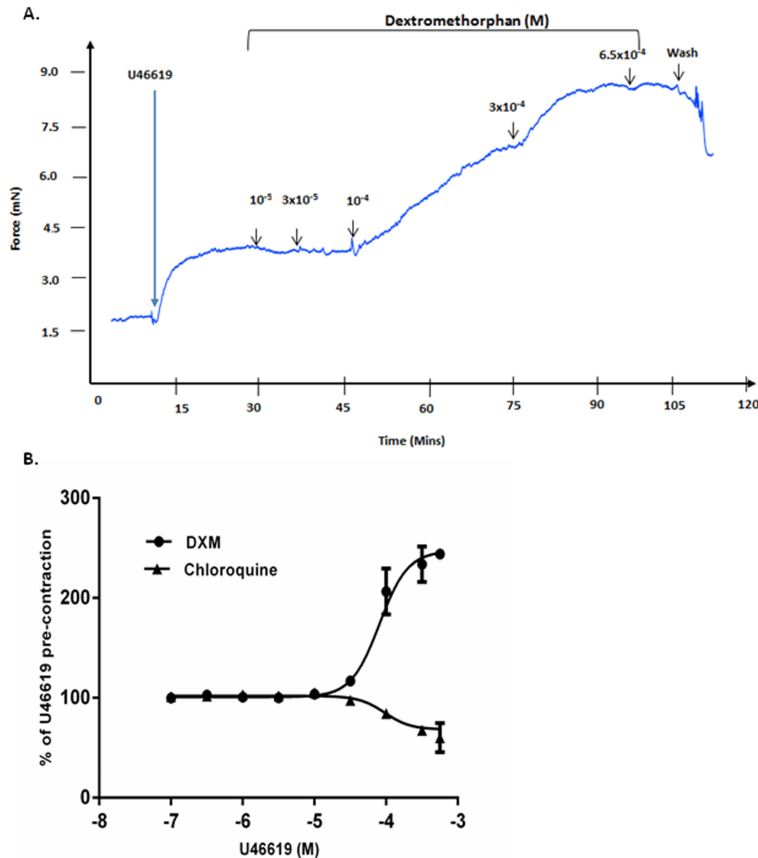 A.
Dextromethorphan (M)
U46619
10⁻⁵
3x10⁻⁵
10⁻⁴
3x10⁻⁴
6.5x10⁻⁴
Wash
9.0
7.5
6.0
4.5
3.0
1.5
Force (mN)
0 15 30 45 60 75 90 105 120
Time (Mins)
B.
300
200
100
0
% of U46619 pre-contraction
DXM
Chloroquine
-8 -7 -6 -5 -4 -3
U46619 (M)